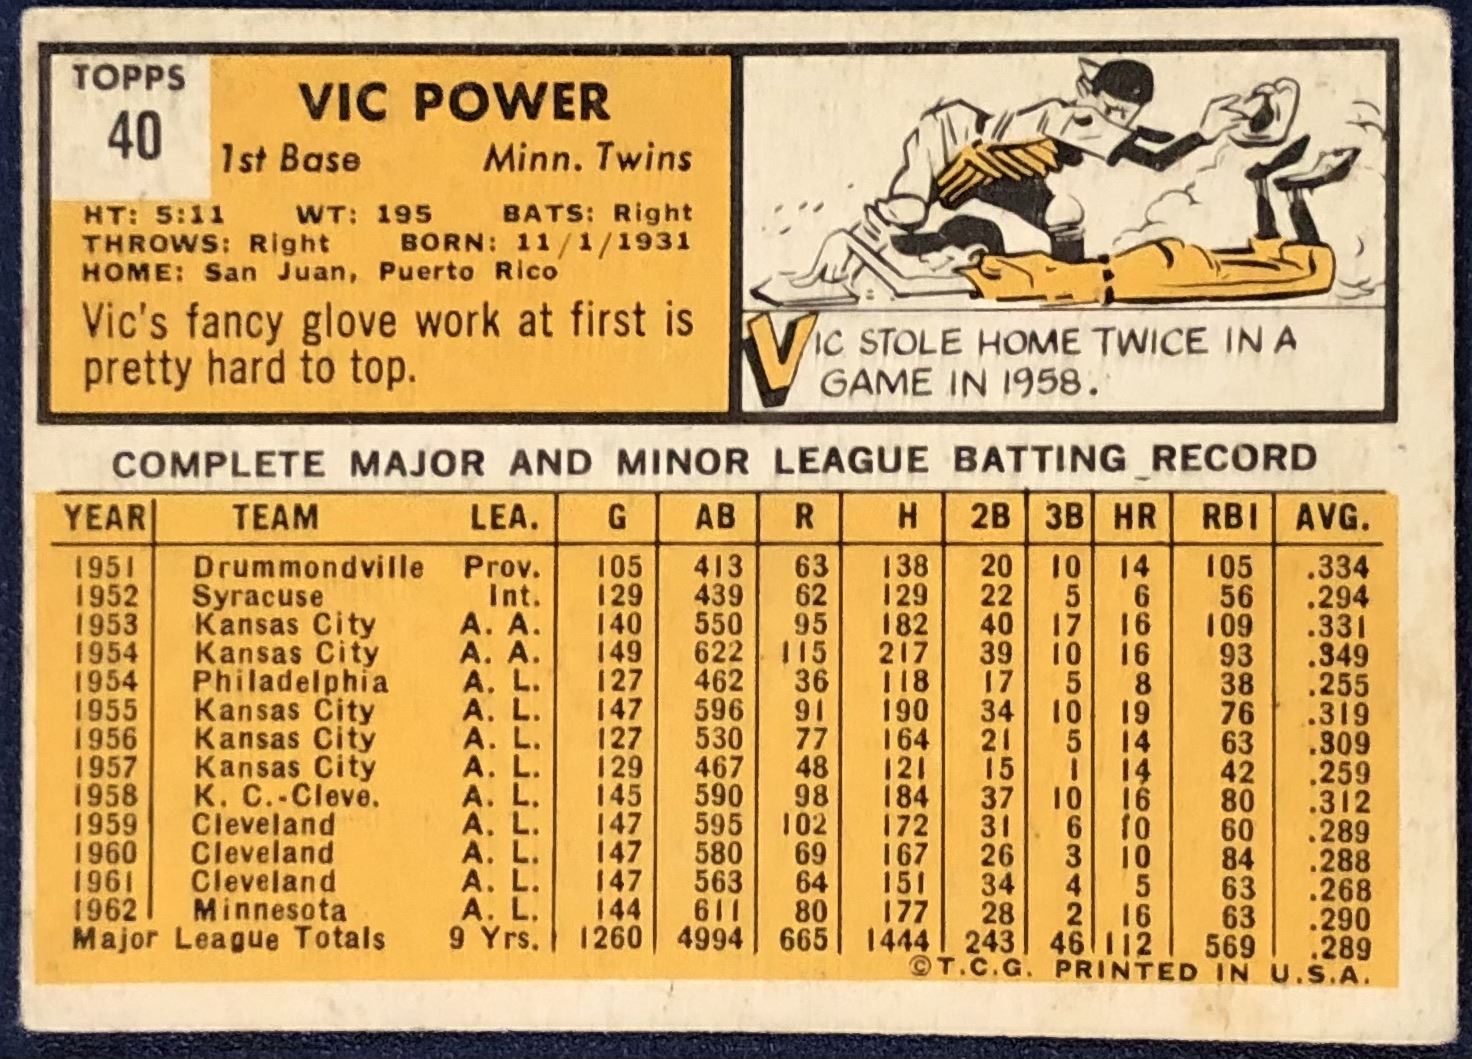 TOPPS
40
VIC POWER
1st Base Minn. Twins
HT: 5:11 WT: 195 BATS: Right
THROWS: Right BORN: 11/1/1931
HOME: San Juan, Puerto Rico
Vic's fancy glove work at first is
pretty hard to top.
VIC STOLE HOME TWICE IN A
GAME IN 1958.
COMPLETE MAJOR AND MINOR LEAGUE BATTING RECORD
YEAR TEAM LEA. G AB R H 2B 3B HR RBI AVG.
1951 Drummondville Prov. 105 413 63 138 20 10 14 105 .334
1952 Syracuse Int. 129 439 62 129 22 5 6 56 .294
1953 Kansas City A. A. 140 550 95 182 40 17 16 109 .331
1954 Kansas City A. A. 149 622 115 217 39 10 16 93 .349
1954 Philadelphia A. L. 127 462 36 118 17 5 8 38 .255
1955 Kansas City A. L. 147 596 91 190 34 10 19 76 .319
1956 Kansas City A. L. 127 530 77 164 21 5 14 63 .309
1957 Kansas City A. L. 129 467 48 121 15 1 14 42 .259
1958 K. C.-Cleve. A. L. 145 590 98 184 37 10 16 80 .312
1959 Cleveland A. L. 147 595 102 172 31 6 10 60 .289
1960 Cleveland A. L. 147 580 69 167 26 3 10 84 .288
1961 Cleveland A. L. 147 563 64 151 34 4 5 63 .268
1962 Minnesota A. L. 144 611 80 177 28 2 16 63 .290
Major League Totals 9 Yrs. 1260 4994 665 1444 243 46 112 569 .289
©T.C.G. PRINTED IN U.S.A.